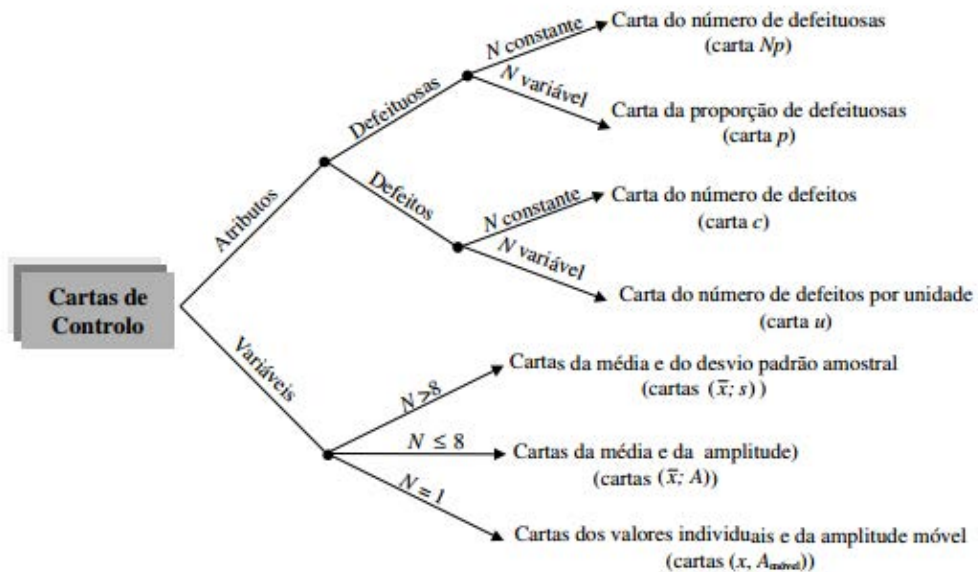 Cartas de
Controlo
Atributos
Defeituosas
N constante
Carta do número de defeituosas
(carta Np)
N variável
Carta da proporção de defeituosas
(carta p)
Defeitos
N constante
Carta do número de defeitos
(carta c)
N variável
Carta do número de defeitos por unidade
(carta u)
Variáveis
N >8
Cartas da média e do desvio padrão amostral
(cartas (x̅; s))
N ≤ 8
Cartas da média e da amplitude)
(cartas (x̅; A))
N = 1
Cartas dos valores individuais e da amplitude móvel
(cartas (x, Amóvel))